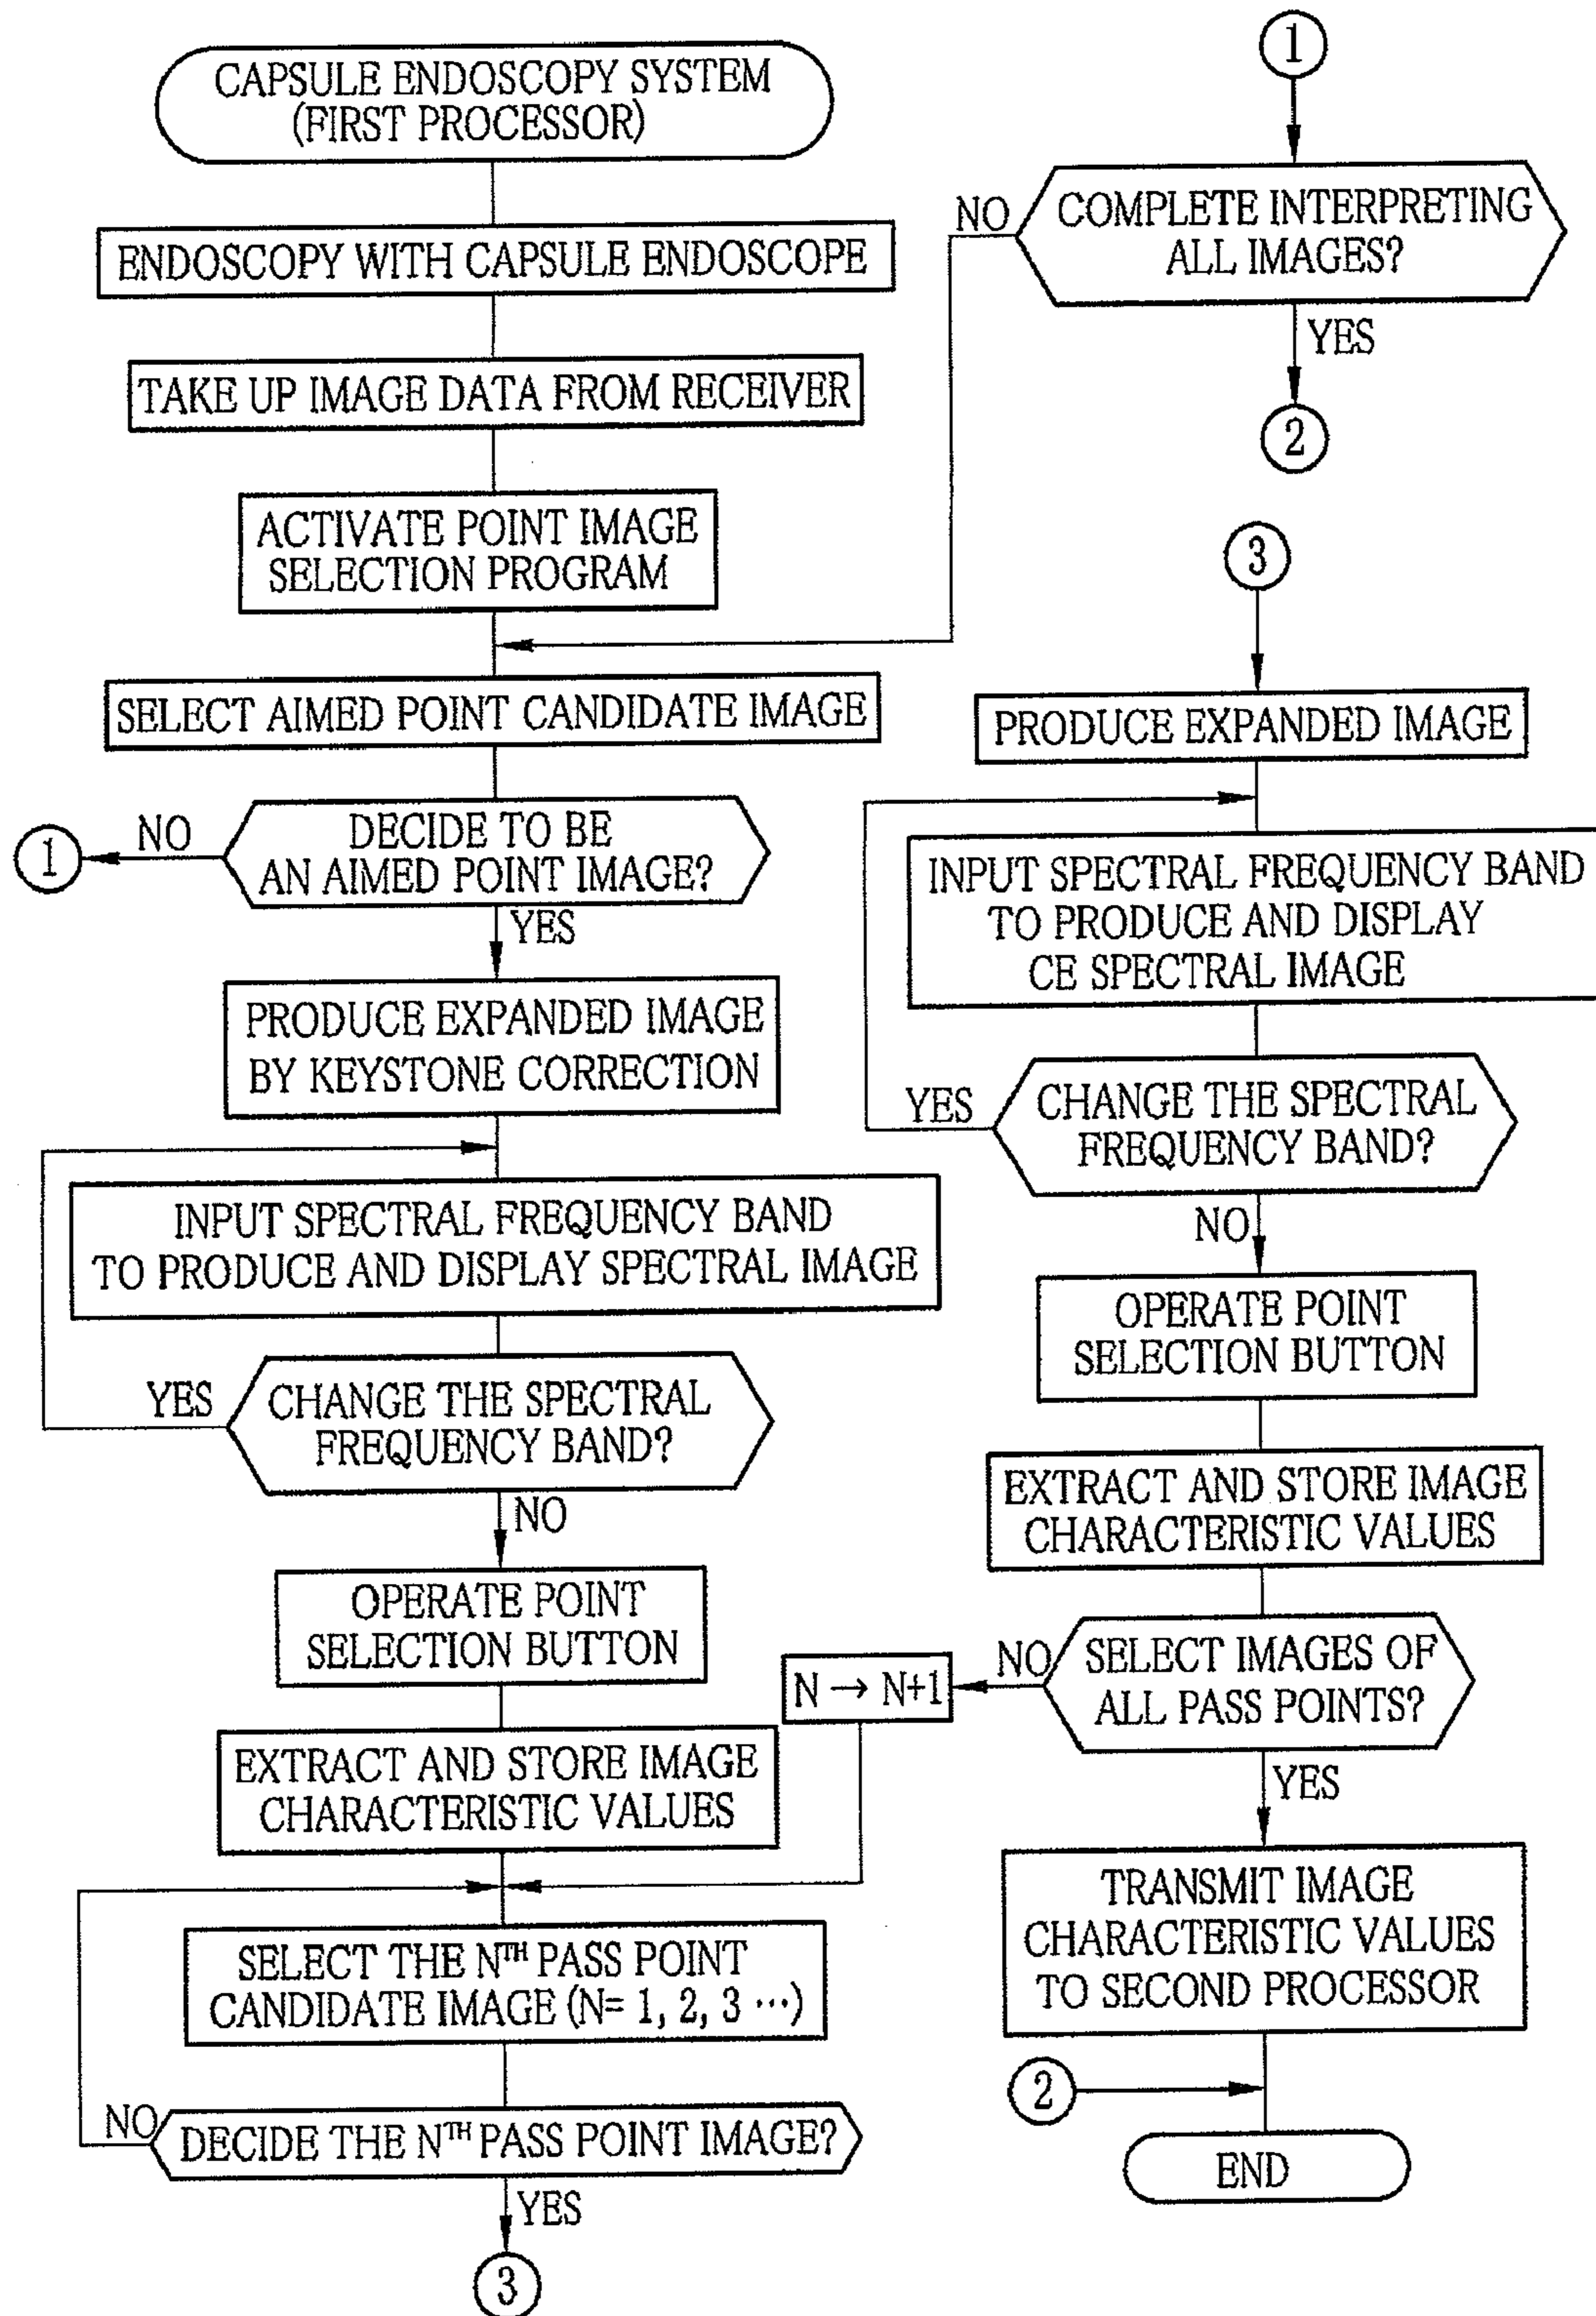 CAPSULE ENDOSCOPY SYSTEM
(FIRST PROCESSOR)
ENDOSCOPY WITH CAPSULE ENDOSCOPE
TAKE UP IMAGE DATA FROM RECEIVER
ACTIVATE POINT IMAGE
SELECTION PROGRAM
SELECT AIMED POINT CANDIDATE IMAGE
DECIDE TO BE
AN AIMED POINT IMAGE?
NO
1
YES
PRODUCE EXPANDED IMAGE
BY KEYSTONE CORRECTION
INPUT SPECTRAL FREQUENCY BAND
TO PRODUCE AND DISPLAY SPECTRAL IMAGE
YES
CHANGE THE SPECTRAL
FREQUENCY BAND?
NO
OPERATE POINT
SELECTION BUTTON
EXTRACT AND STORE IMAGE
CHARACTERISTIC VALUES
SELECT THE NTH PASS POINT
CANDIDATE IMAGE (N= 1, 2, 3 ···)
NO
DECIDE THE NTH PASS POINT IMAGE?
YES
3
1
NO
COMPLETE INTERPRETING
ALL IMAGES?
YES
2
3
PRODUCE EXPANDED IMAGE
INPUT SPECTRAL FREQUENCY BAND
TO PRODUCE AND DISPLAY
CE SPECTRAL IMAGE
YES
CHANGE THE SPECTRAL
FREQUENCY BAND?
NO
OPERATE POINT
SELECTION BUTTON
EXTRACT AND STORE IMAGE
CHARACTERISTIC VALUES
N → N+1
NO
SELECT IMAGES OF
ALL PASS POINTS?
YES
TRANSMIT IMAGE
CHARACTERISTIC VALUES
TO SECOND PROCESSOR
2
END